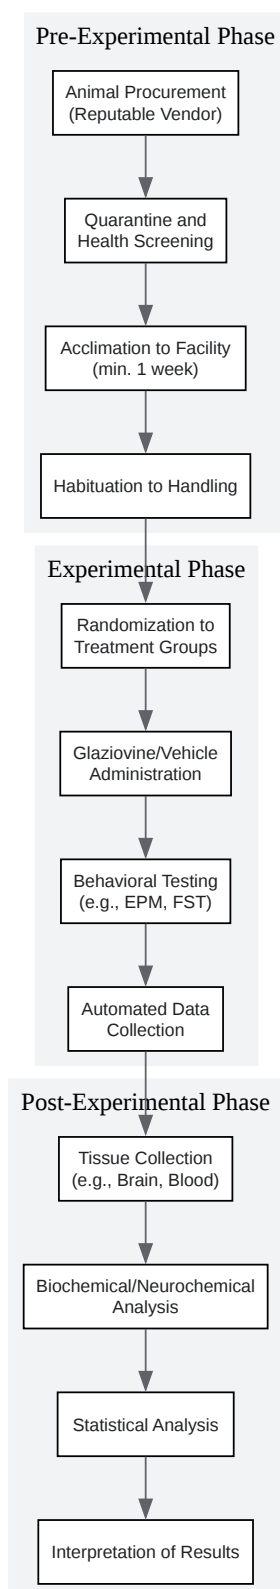 Pre-Experimental Phase
Animal Procurement
(Reputable Vendor)
Quarantine and
Health Screening
Acclimation to Facility
(min. 1 week)
Habituation to Handling
Experimental Phase
Randomization to
Treatment Groups
Glaziovine/Vehicle
Administration
Behavioral Testing
(e.g., EPM, FST)
Automated Data
Collection
Post-Experimental Phase
Tissue Collection
(e.g., Brain, Blood)
Biochemical/Neurochemical
Analysis
Statistical Analysis
Interpretation of Results